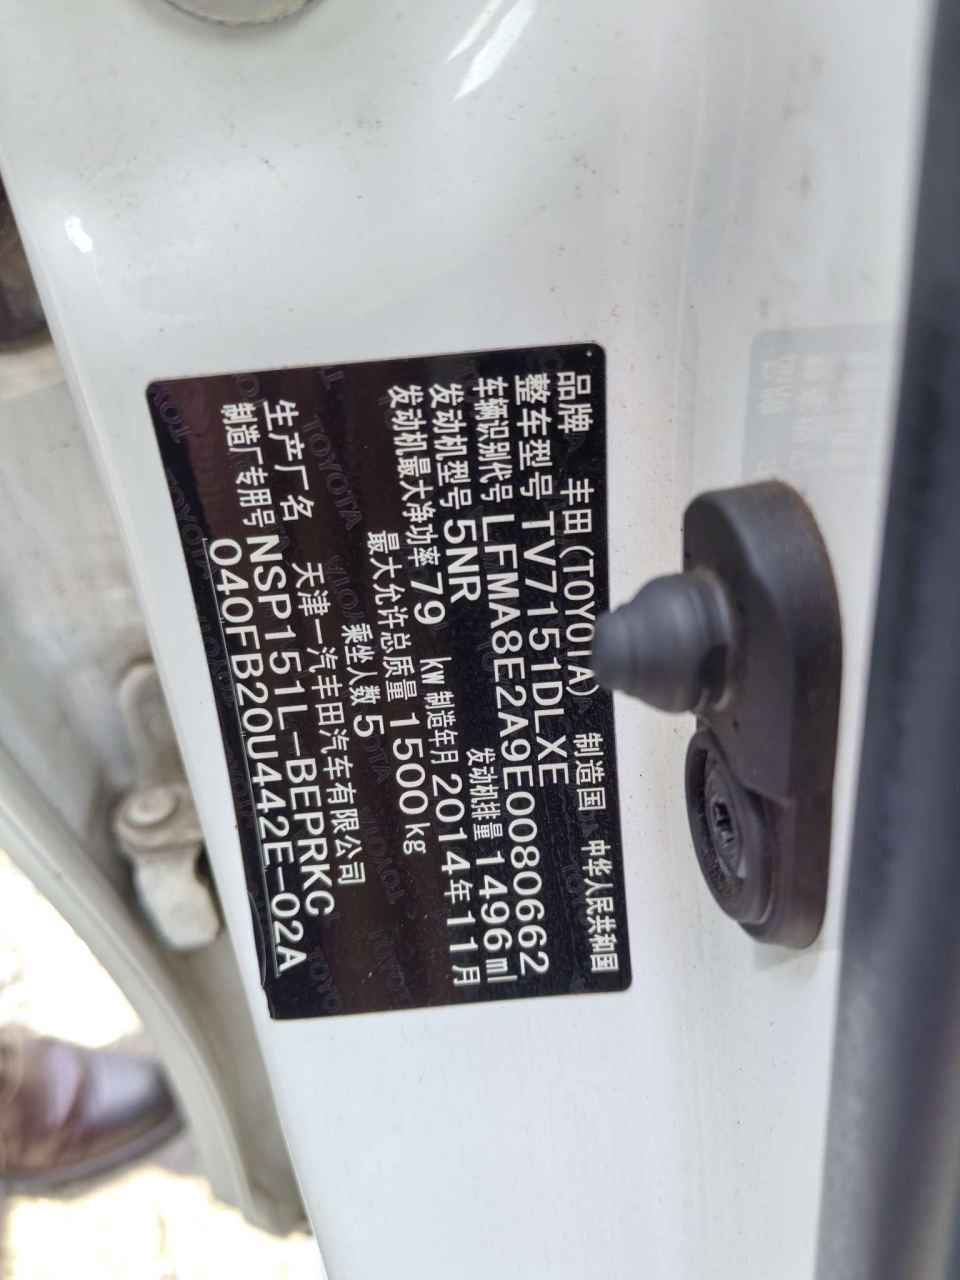 品牌 丰田(TOYOTA) 制造国 中华人民共和国
整车型号 TV7151DLXE
车辆识别代号 LFMA8E2A9E0080662
发动机型号 5NR 发动机排量 1496ml
发动机最大净功率 79 kW 制造年月 2014年11月
最大允许总质量 1500kg
乘坐人数 5
生产厂名 天津一汽丰田汽车有限公司
制造厂专用号 NSP151L-BEPRKC
040FB20U442E-02A